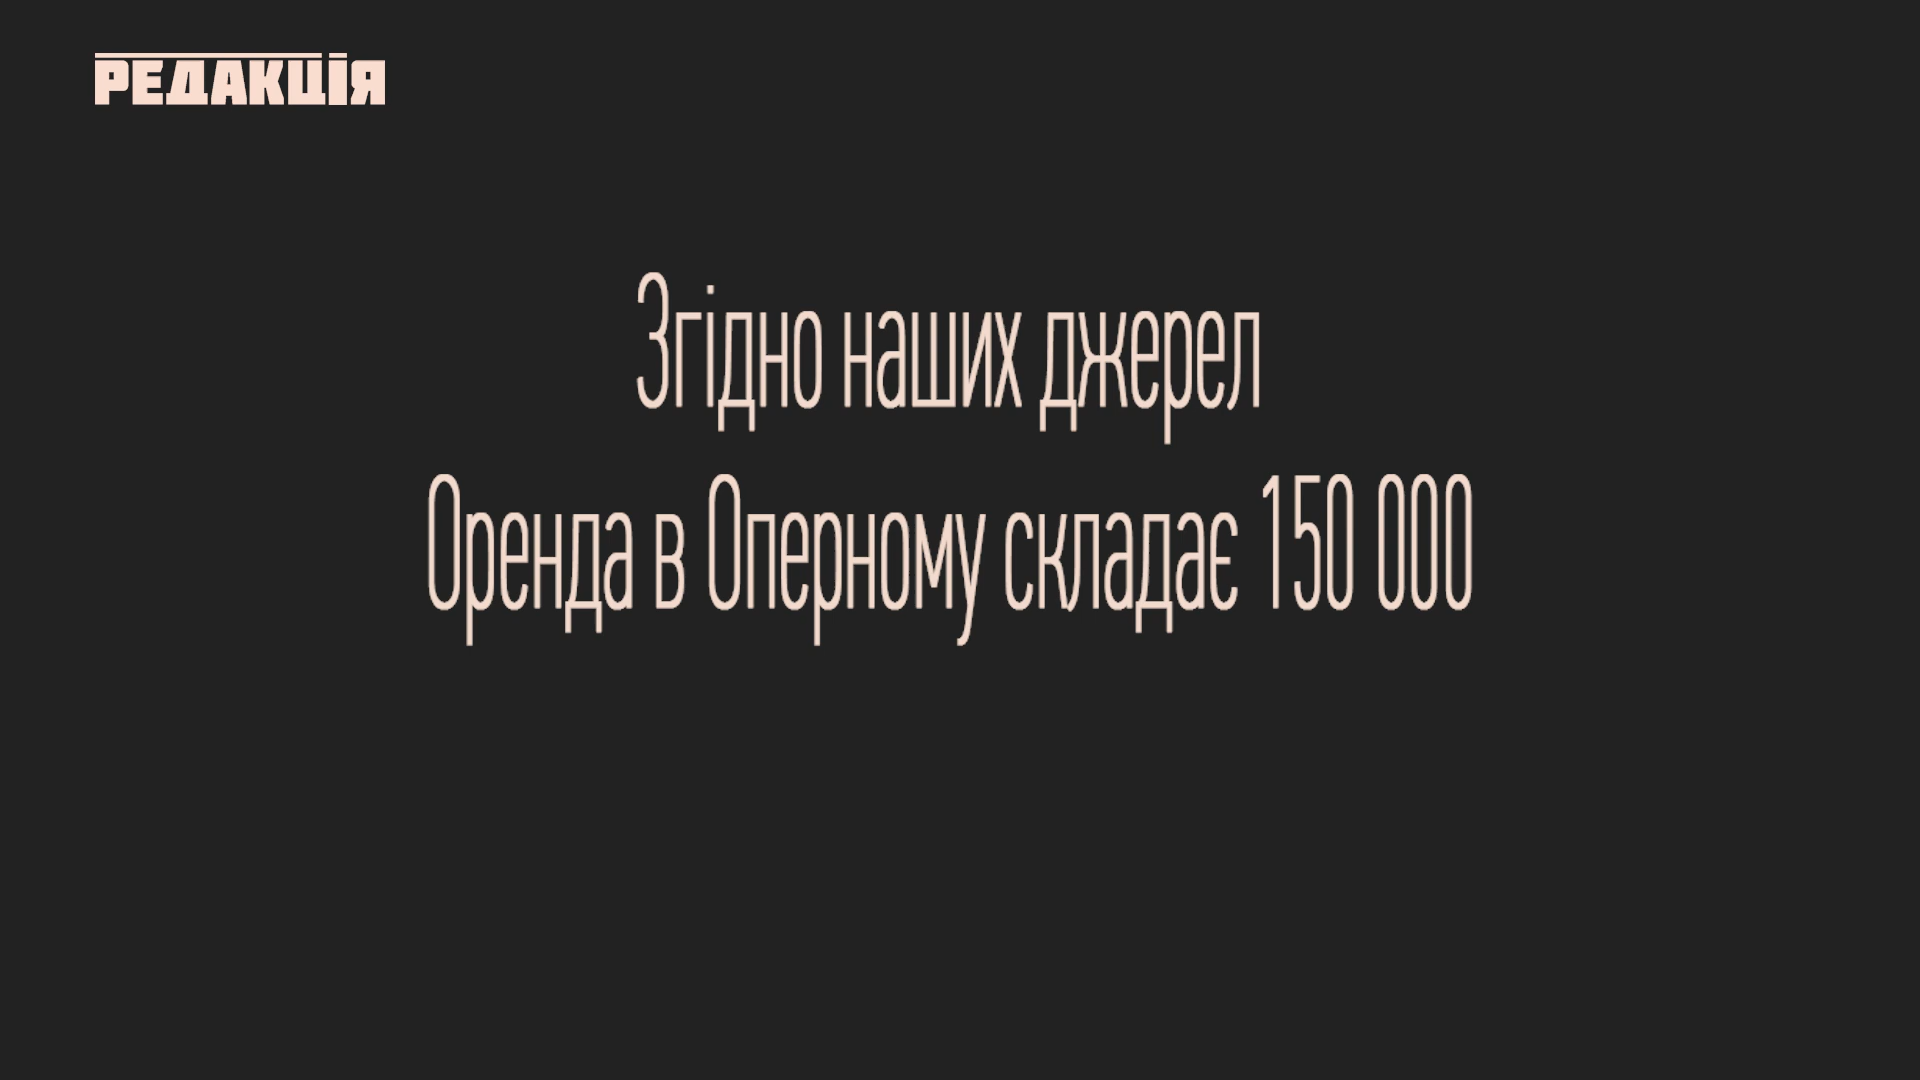 РЕДАКЦІЯ
Згідно наших джерел
Оренда в Оперному складає 150 000